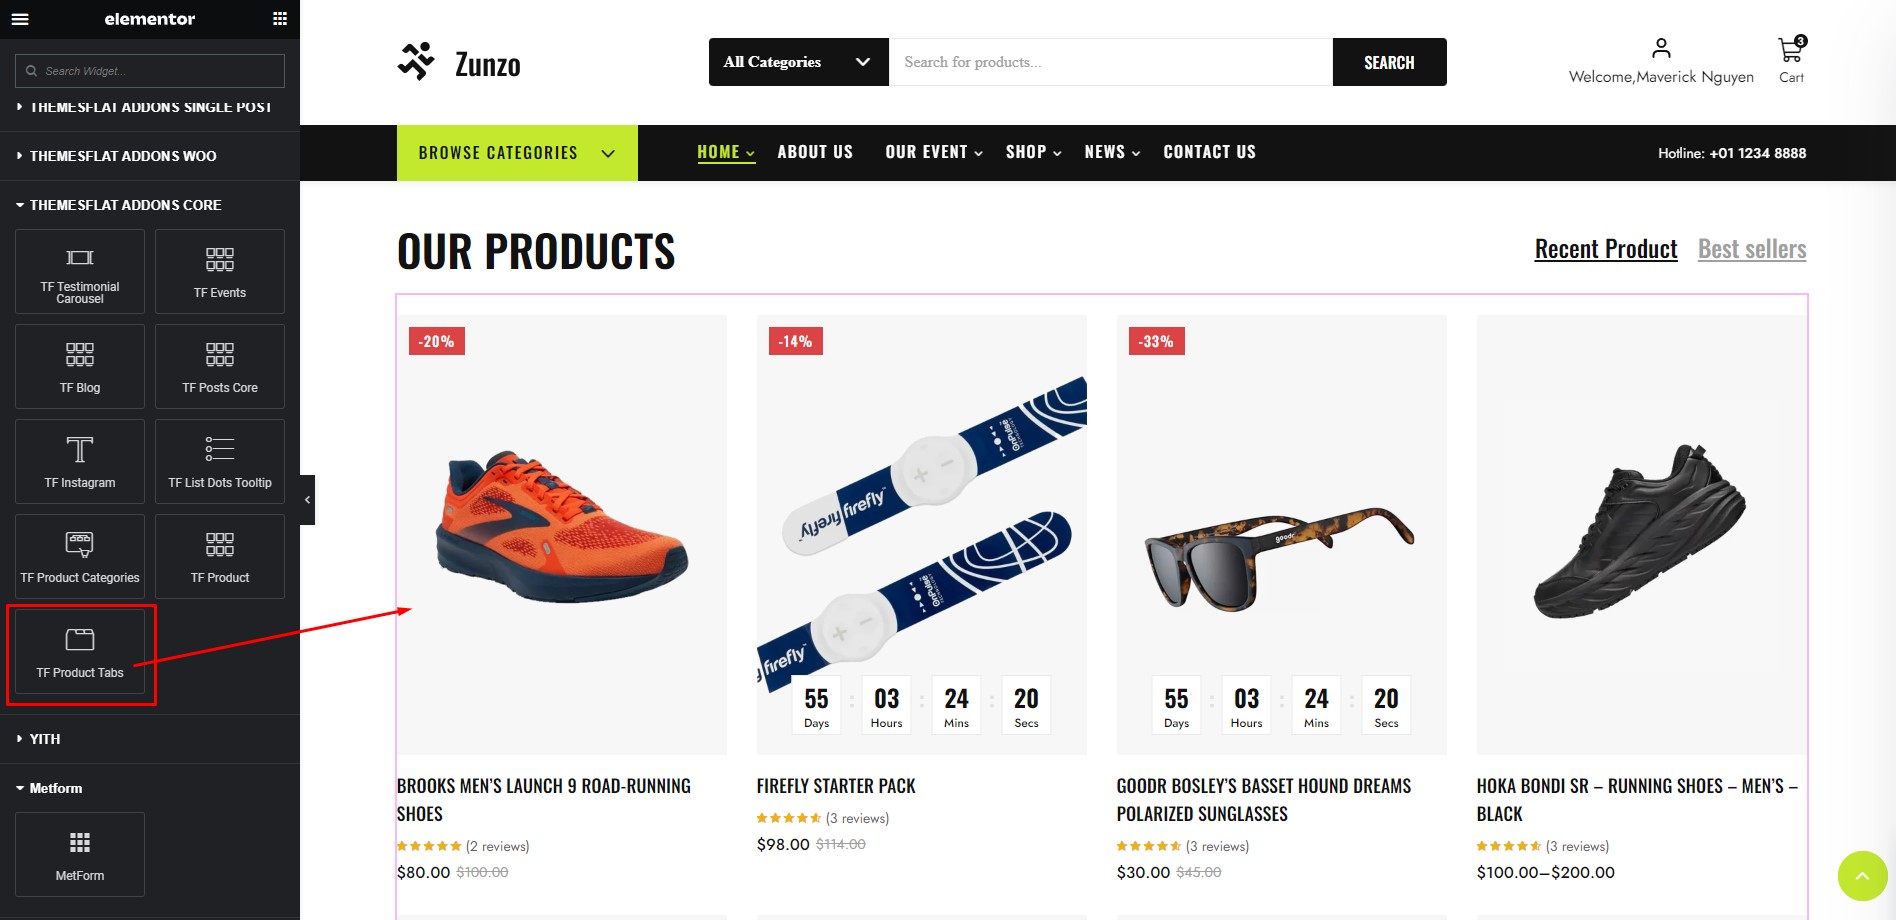 elementor
Search Widget...
THEMESFLAT ADDONS SINGLE POST
THEMESFLAT ADDONS WOO
THEMESFLAT ADDONS CORE
TF Testimonial
Carousel
TF Events
TF Blog
TF Posts Core
TF Instagram
TF List Dots Tooltip
TF Product Categories
TF Product
TF Product Tabs
YITH
Metform
MetForm
Zunzo
All Categories
Search for products...
SEARCH
Welcome,Maverick Nguyen
3
Cart
BROWSE CATEGORIES
HOME
ABOUT US
OUR EVENT
SHOP
NEWS
CONTACT US
Hotline: +01 1234 8888
OUR PRODUCTS
Recent Product
Best sellers
-20%
BROOKS MEN’S LAUNCH 9 ROAD-RUNNING
SHOES
(2 reviews)
$80.00 $100.00
-14%
OnPulse
firefly™
firefly
OnPulse
firefly™
55 : 03 : 24 : 20
Days Hours Mins Secs
FIREFLY STARTER PACK
(3 reviews)
$98.00 $114.00
-33%
goodr
55 : 03 : 24 : 20
Days Hours Mins Secs
GOODR BOSLEY’S BASSET HOUND DREAMS
POLARIZED SUNGLASSES
(3 reviews)
$30.00 $45.00
HOKA BONDI SR – RUNNING SHOES – MEN’S –
BLACK
(3 reviews)
$100.00–$200.00